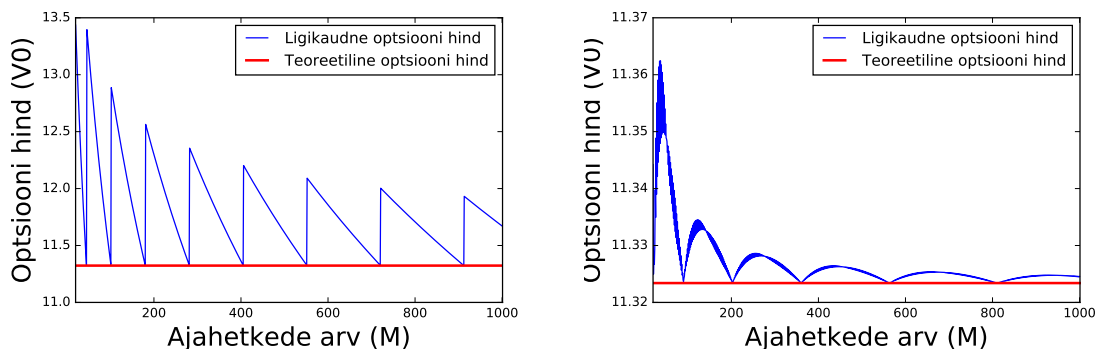 13.5
13.0
12.5
12.0
11.5
11.0
Optsiooni hind (V0)
Ligikaudne optsiooni hind
Teoreetiline optsiooni hind
200
400
600
800
1000
Ajahetkede arv (M)
11.37
11.36
11.35
11.34
11.33
11.32
Optsiooni hind (V0)
Ligikaudne optsiooni hind
Teoreetiline optsiooni hind
200
400
600
800
1000
Ajahetkede arv (M)